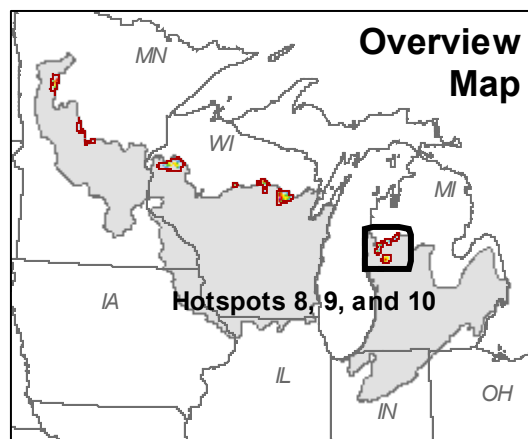 Overview
Map
MN
WI
MI
IA
Hotspots 8, 9, and 10
IL
IN
OH